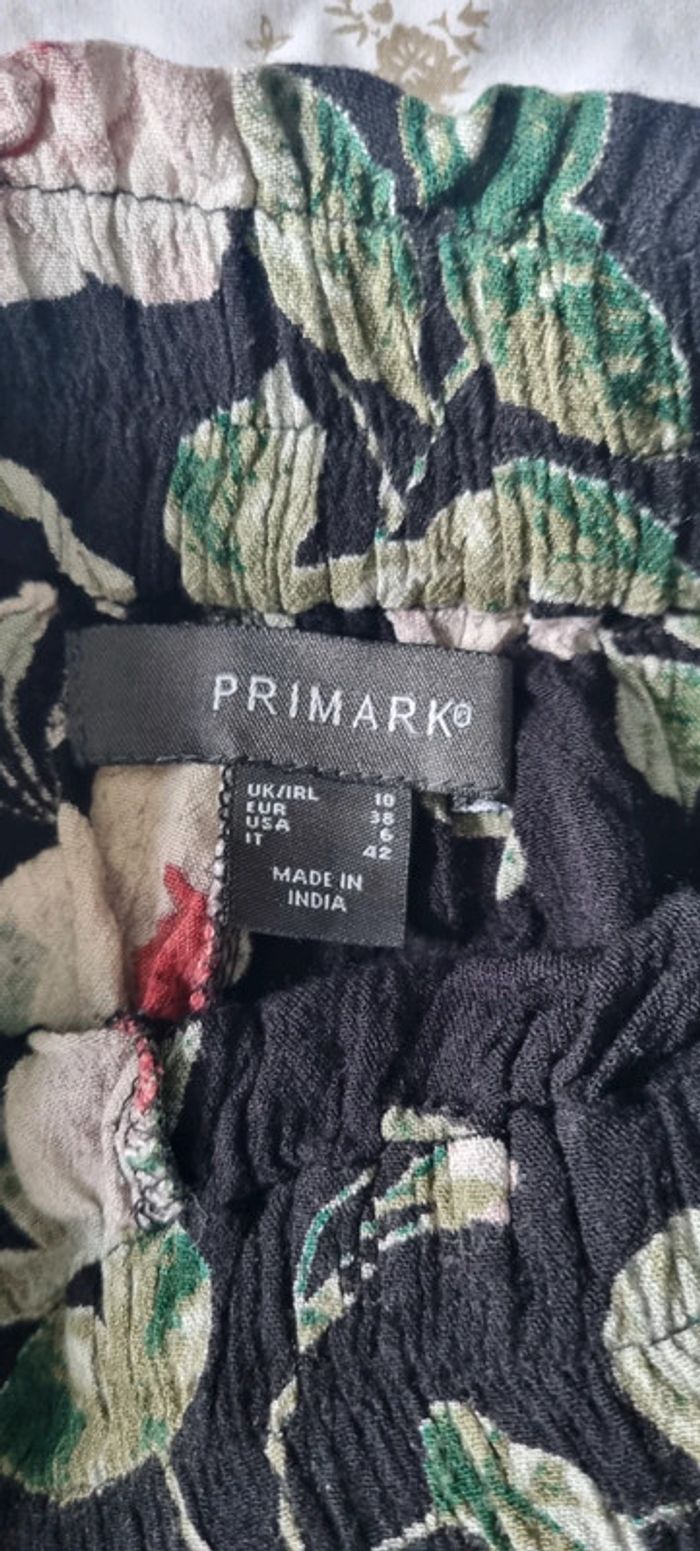 PRIMARK®
UK/IRL 10
EUR 38
USA 6
IT 42
MADE IN
INDIA